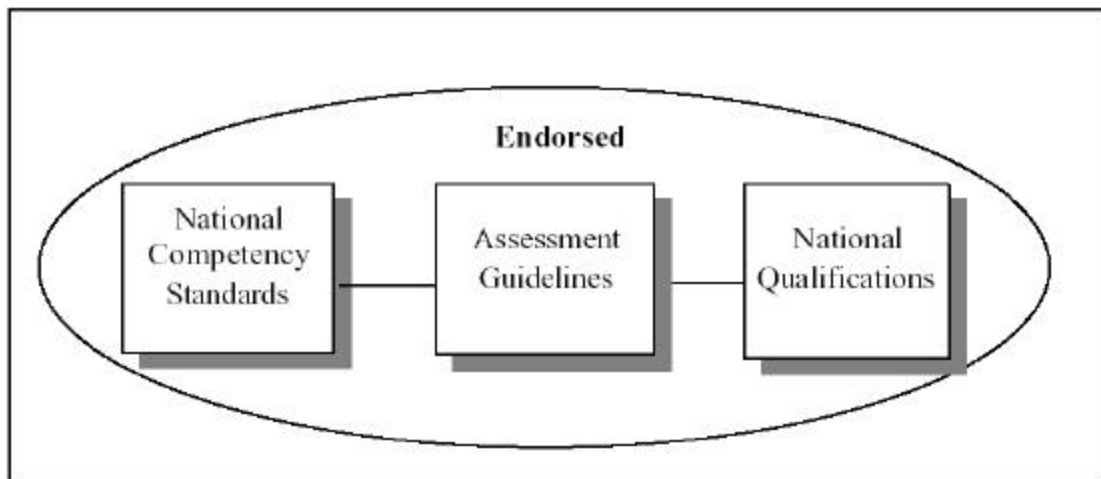 Endorsed
National
Competency
Standards
Assessment
Guidelines
National
Qualifications